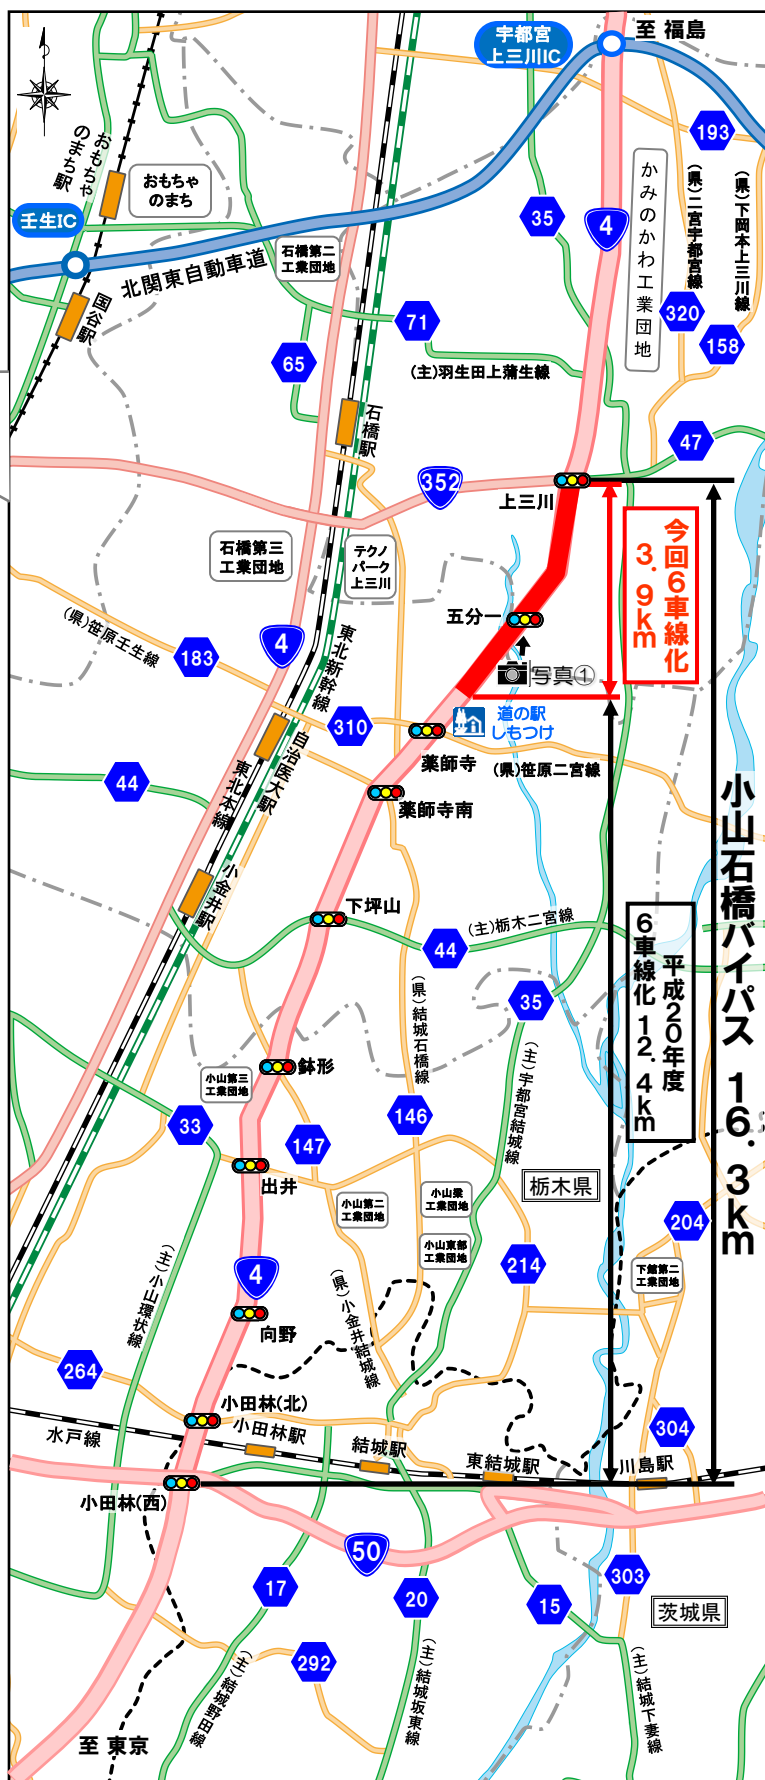 至 福島
宇都宮
上三川IC
193
おもちゃ
のまち駅
おもちゃ
のまち
壬生IC
35
4
かみのかわ工業団地
(県)二宮宇都宮線
(県)下岡本上三川線
北関東自動車道
石橋第二
工業団地
国谷駅
71
320
158
65
(主)羽生田上蒲生線
石橋駅
47
352
上三川
石橋第三
工業団地
テクノ
パーク
上三川
今回6車線化
3.9km
五分一
(県)笹原壬生線
183
4
東北新幹線
写真①
道の駅
しもつけ
310
薬師寺
(県)笹原二宮線
自治医大駅
東北本線
44
薬師寺南
小山石橋バイパス 16.3km
小金井駅
下坪山
(主)栃木二宮線
44
平成20年度
6車線化 12.4km
35
(県)結城石橋線
(主)宇都宮結城線
鉢形
小山第三
工業団地
33
147
146
出井
栃木県
小山第二
工業団地
小山梁
工業団地
204
小山東部
工業団地
214
下館第二
工業団地
(主)小山環状線
4
(県)小金井結城線
向野
264
小田林(北)
304
水戸線
小田林駅
結城駅
東結城駅
川島駅
小田林(西)
50
17
20
15
303
茨城県
292
(主)結城野田線
(主)結城坂東線
(主)結城下妻線
至 東京